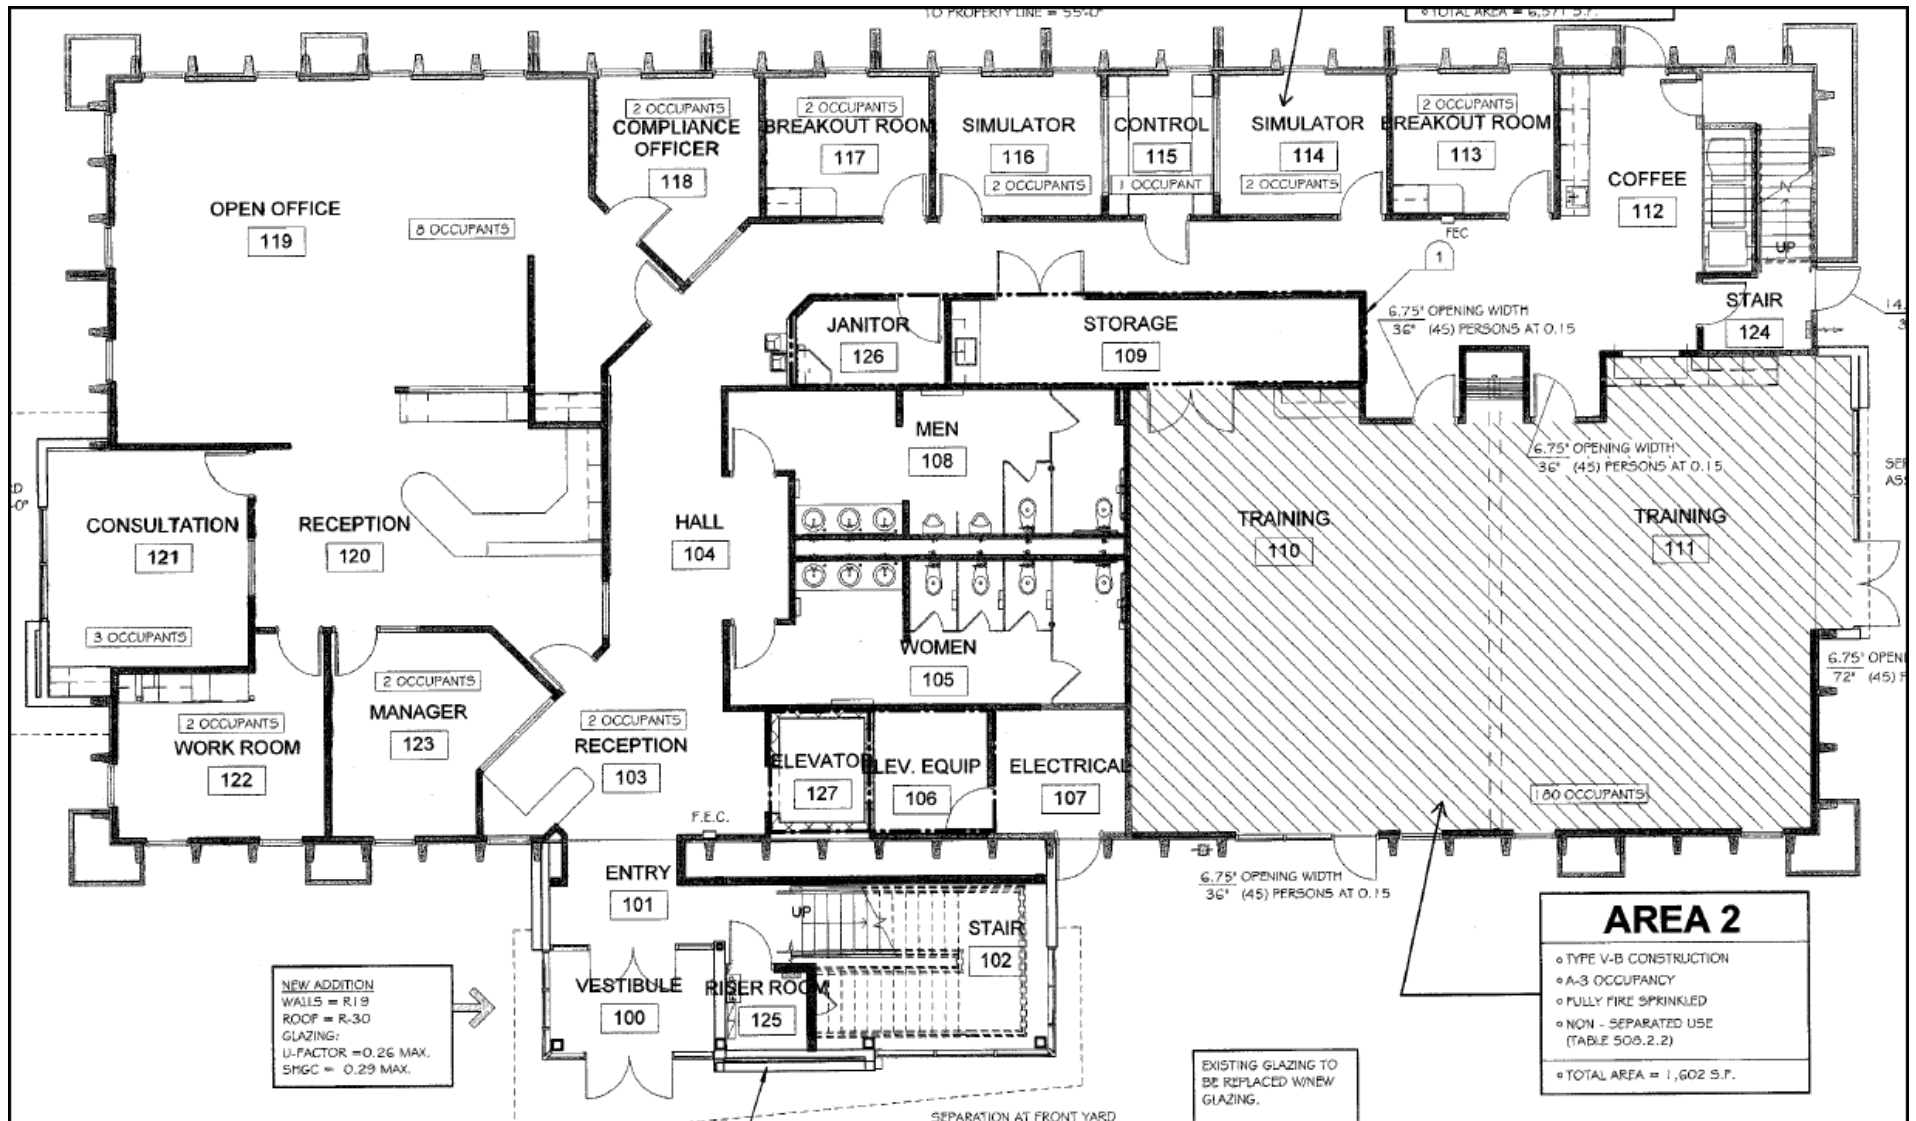 TO PROPERTY LINE = 55'-0"
○ TOTAL AREA = 6,571 S.F.
2 OCCUPANTS
COMPLIANCE
OFFICER
118
2 OCCUPANTS
BREAKOUT ROOM
117
SIMULATOR
116
2 OCCUPANTS
CONTROL
115
1 OCCUPANT
SIMULATOR
114
2 OCCUPANTS
2 OCCUPANTS
BREAKOUT ROOM
113
COFFEE
112
OPEN OFFICE
119
8 OCCUPANTS
FEC
1
UP
N
STAIR
124
14.
JANITOR
126
STORAGE
109
6.75' OPENING WIDTH
36" (45) PERSONS AT 0.15
MEN
108
6.75' OPENING WIDTH
36" (45) PERSONS AT 0.15
CONSULTATION
121
3 OCCUPANTS
RECEPTION
120
HALL
104
TRAINING
110
TRAINING
111
WOMEN
105
6.75' OPENI
72" (45) P
2 OCCUPANTS
WORK ROOM
122
2 OCCUPANTS
MANAGER
123
2 OCCUPANTS
RECEPTION
103
F.E.C.
ELEVATO
127
LEV. EQUIP
106
ELECTRICAL
107
180 OCCUPANTS
ENTRY
101
6.75' OPENING WIDTH
36" (45) PERSONS AT 0.15
UP
STAIR
102
VESTIBULE
100
RISER ROOM
125
NEW ADDITION
WALLS = R19
ROOF = R-30
GLAZING:
U-FACTOR =0.26 MAX.
SHGC = 0.29 MAX.
AREA 2
○ TYPE V-B CONSTRUCTION
○ A-3 OCCUPANCY
○ FULLY FIRE SPRINKLED
○ NON - SEPARATED USE
(TABLE 508.2.2)
○ TOTAL AREA = 1,602 S.F.
EXISTING GLAZING TO
BE REPLACED W/NEW
GLAZING.
SEPARATION AT FRONT YARD